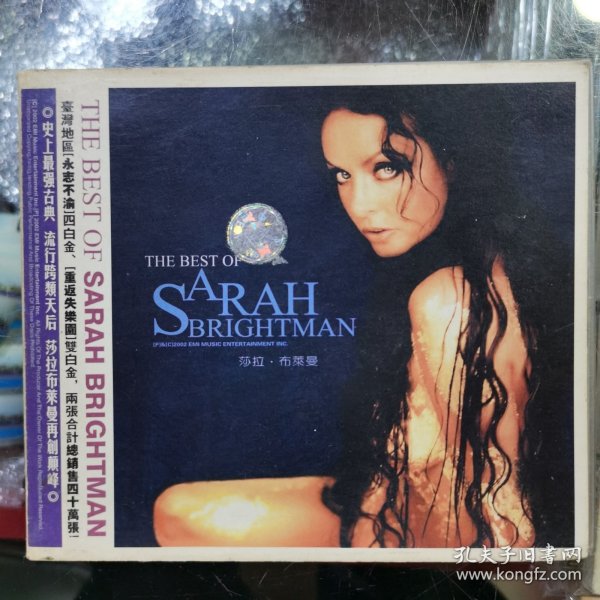 ◎史上最强古典 流行跨類天后 莎拉布萊曼再創顛峰◎
臺灣地區[永志不渝]四白金、[重返失樂園]雙白金，兩張合計總銷售四十萬張!
THE BEST OF SARAH BRIGHTMAN
THE BEST OF
SARAH
BRIGHTMAN
[P]&[C]2002 EMI MUSIC ENTERTAINMENT INC.
莎拉·布萊曼
孔夫子旧书网
www.kongfz.com